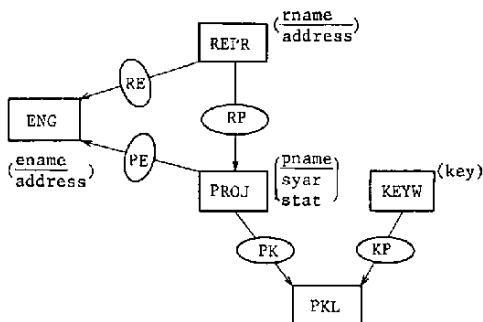 (rname
address)
REPR
RE
ENG
RP
(ename
address)
PE
PROJ
(pname
syar
stat)
KEYW
(key)
PK
KP
PKL